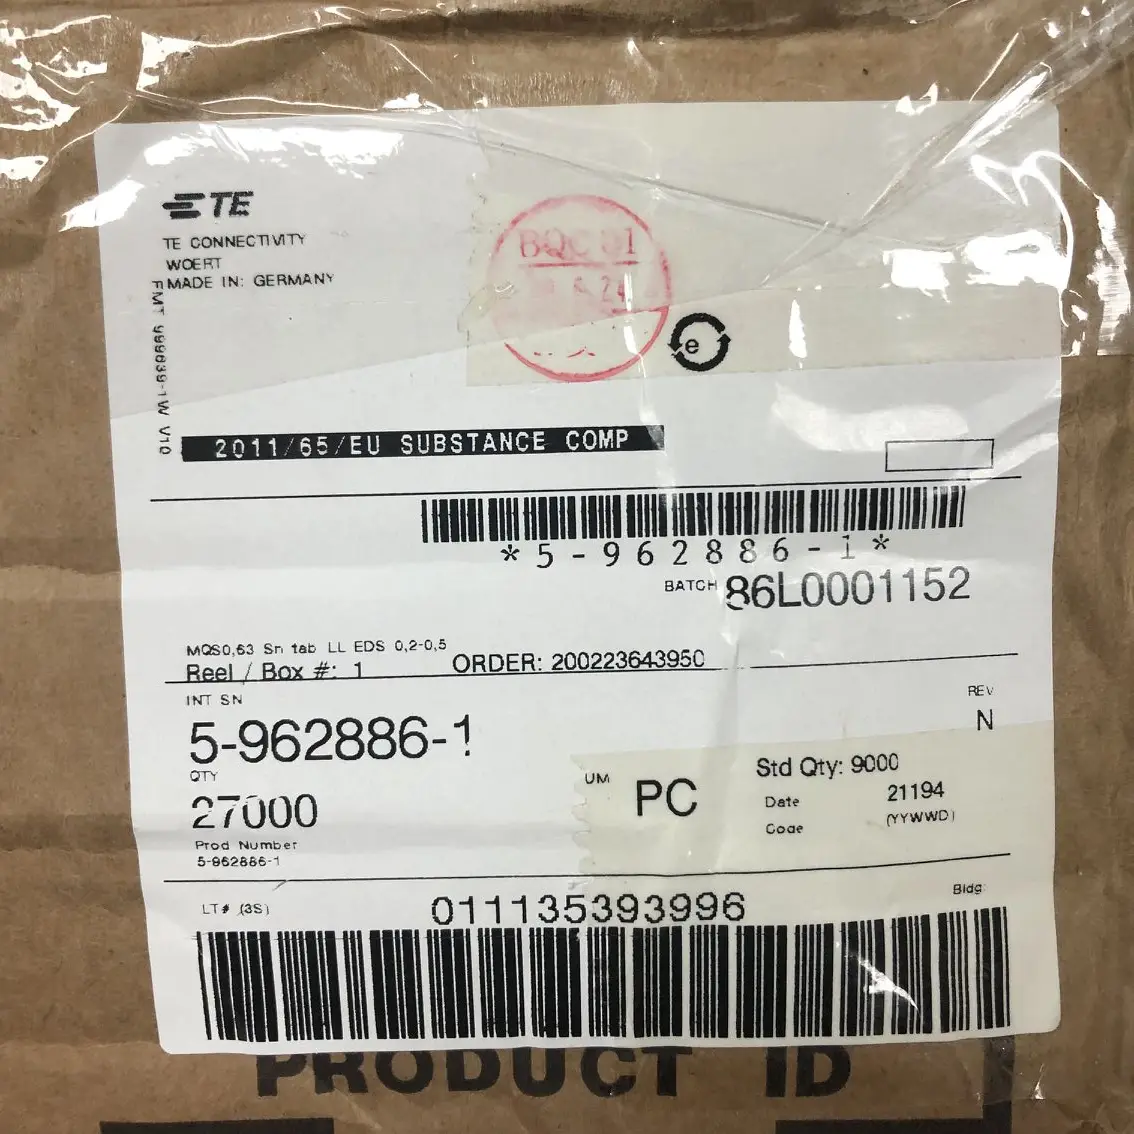 TE
TE CONNECTIVITY
WOERT
MADE IN: GERMANY
FMT 999639-1W V10
BQC 01
e
2011/65/EU SUBSTANCE COMP
*5-962886-1*
BATCH 86L0001152
MQS0,63 Sn tab LL EDS 0,2-0,5
Reel / Box #: 1 ORDER: 200223643950
INT SN
REV
5-962886-1
N
QTY
27000
UM PC
Std Qty: 9000
Date 21194
Code (YYWWD)
Prod Number
5-962886-1
LT# (3S) 011135393996 Bldg:
PRODUCT ID